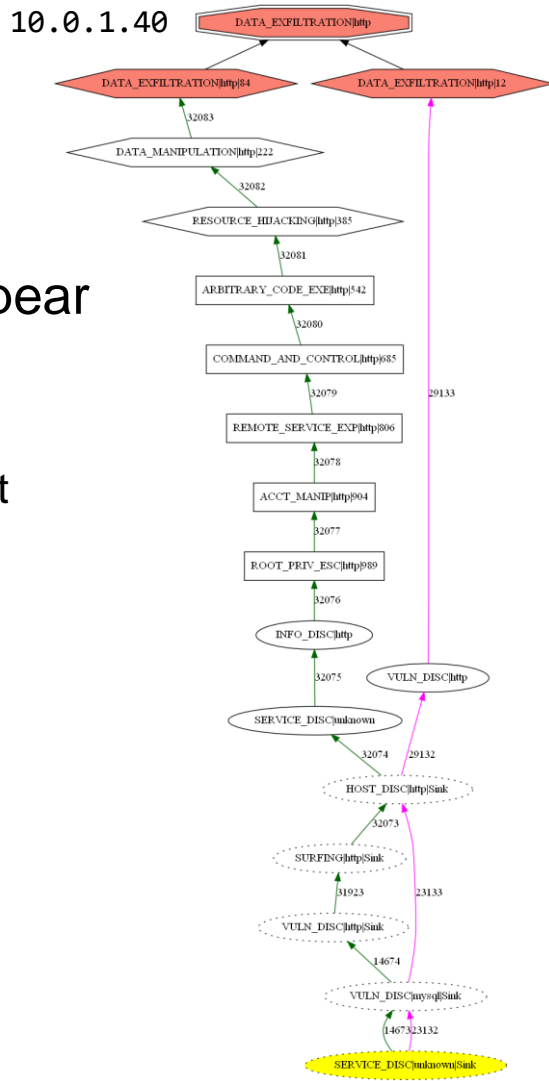 10.0.1.40
DATA_EXFILTRATION|http
DATA_EXFILTRATION|http|84
DATA_EXFILTRATION|http|12
32083
DATA_MANIPULATION|http|222
32082
RESOURCE_HIJACKING|http|385
32081
pear
ARBITRARY_CODE_EXE|http|542
32080
COMMAND_AND_CONTROL|http|685
32079
29133
REMOTE_SERVICE_EXP|http|806
32078
t
ACCT_MANIP|http|904
32077
ROOT_PRIV_ESC|http|989
32076
INFO_DISC|http
32075
VULN_DISC|http
SERVICE_DISC|unknown
32074
29132
HOST_DISC|http|Sink
32073
SURFING|http|Sink
31923
23133
VULN_DISC|http|Sink
14674
VULN_DISC|mysql|Sink
14673
23132
SERVICE_DISC|unknown|Sink